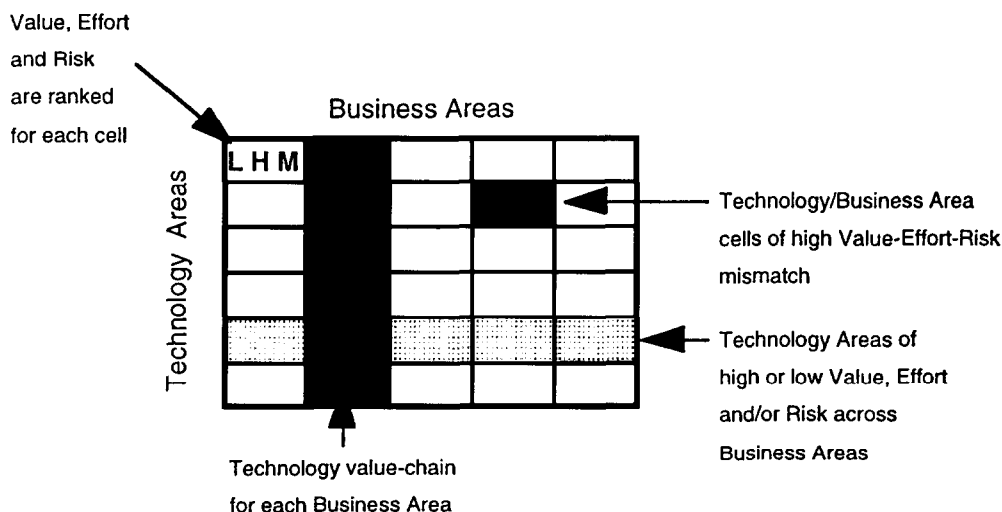 Value, Effort
and Risk
are ranked
for each cell
Business Areas
L H M
Technology Areas
Technology/Business Area
cells of high Value-Effort-Risk
mismatch
Technology Areas of
high or low Value, Effort
and/or Risk across
Business Areas
Technology value-chain
for each Business Area